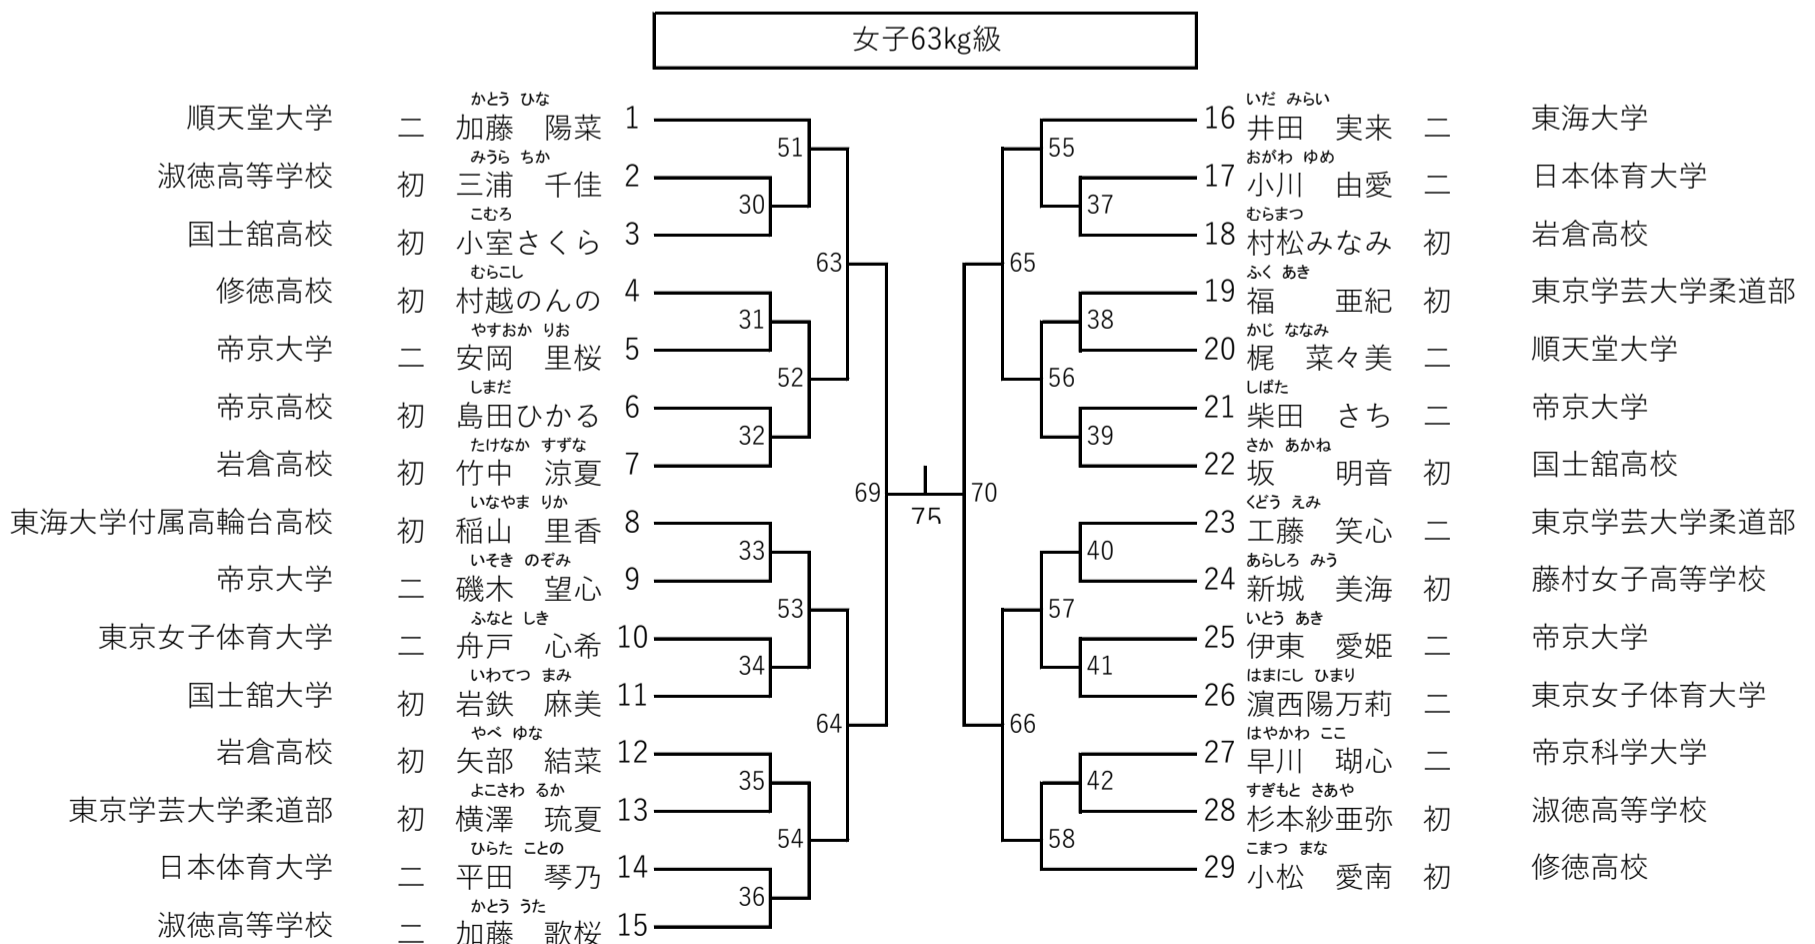 女子63kg級
かとう ひな
順天堂大学 二 加藤 陽菜 1
みうら ちか
淑徳高等学校 初 三浦 千佳 2
こむろ
国士舘高校 初 小室さくら 3
むらこし
修徳高校 初 村越のんの 4
やすおか りお
帝京大学 二 安岡 里桜 5
しまだ
帝京高校 初 島田ひかる 6
たけなか すずな
岩倉高校 初 竹中 涼夏 7
いなやま りか
東海大学付属高輪台高校 初 稲山 里香 8
いそき のぞみ
帝京大学 二 磯木 望心 9
ふなと しき
東京女子体育大学 二 舟戸 心希 10
いわてつ まみ
国士舘大学 初 岩鉄 麻美 11
やべ ゆな
岩倉高校 初 矢部 結菜 12
よこさわ るか
東京学芸大学柔道部 初 横澤 琉夏 13
ひらた ことの
日本体育大学 二 平田 琴乃 14
かとう うた
淑徳高等学校 二 加藤 歌桜 15
51
30
63
31
52
32
69
33
53
34
64
35
54
36
75
55
37
65
38
56
39
70
40
57
41
66
42
58
いだ みらい
16 井田 実来 二 東海大学
おがわ ゆめ
17 小川 由愛 二 日本体育大学
むらまつ
18 村松みなみ 初 岩倉高校
ふく あき
19 福 亜紀 初 東京学芸大学柔道部
かじ ななみ
20 梶 菜々美 二 順天堂大学
しばた
21 柴田 さち 二 帝京大学
さか あかね
22 坂 明音 初 国士舘高校
くどう えみ
23 工藤 笑心 二 東京学芸大学柔道部
あらしろ みう
24 新城 美海 初 藤村女子高等学校
いとう あき
25 伊東 愛姫 二 帝京大学
はまにし ひまり
26 濵西陽万莉 二 東京女子体育大学
はやかわ ここ
27 早川 瑚心 二 帝京科学大学
すぎもと さあや
28 杉本紗亜弥 初 淑徳高等学校
こまつ まな
29 小松 愛南 初 修徳高校